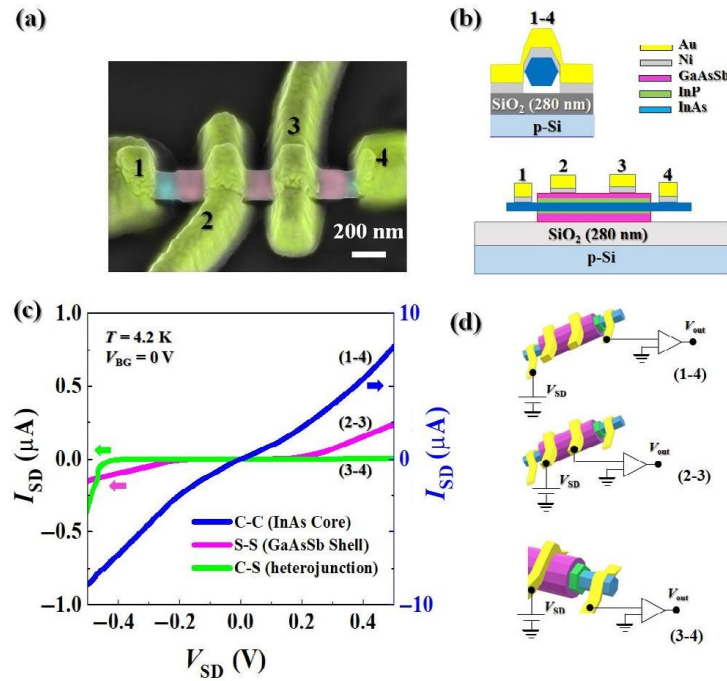 (a)
1
2
3
4
200 nm
(b)
1-4
Au
Ni
GaAsSb
InP
InAs
SiO2 (280 nm)
p-Si
1
2
3
4
SiO2 (280 nm)
p-Si
(c)
1.0
0.5
0.0
−0.5
−1.0
ISD (μA)
T = 4.2 K
VBG = 0 V
(1-4)
(2-3)
(3-4)
C-C (InAs Core)
S-S (GaAsSb Shell)
C-S (heterojunction)
10
0
−10
ISD (μA)
−0.4 −0.2 0.0 0.2 0.4
VSD (V)
(d)
Vout
VSD
(1-4)
Vout
VSD
(2-3)
Vout
VSD
(3-4)